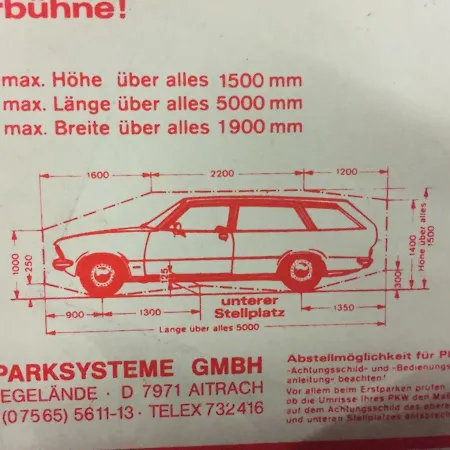 rbühne!
max. Höhe über alles 1500 mm
max. Länge über alles 5000 mm
max. Breite über alles 1900 mm
1600 2200 1200
1000
250
125
300
1400
Höhe über alles
1500
unterer
Stellplatz
900 1300 1350
Länge über alles 5000
PARKSYSTEME GMBH
EGELÄNDE · D 7971 AITRACH
(07565) 5611-13 · TELEX 732416
Abstellmöglichkeit für P
-Achtungsschild- und -Bedienungs
anleitung- beachten!
Vor allem beim Erstparken prüfen
ob die Umrisse Ihres PKW den Maß
auf dem Achtungsschild des obere
und unteren Stellplatzes entsprech